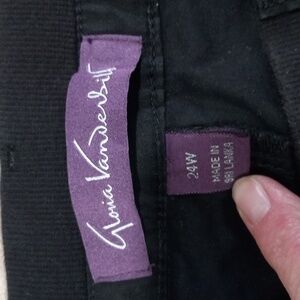 Gloria Vanderbilt
24W
MADE IN
SRI LANKA